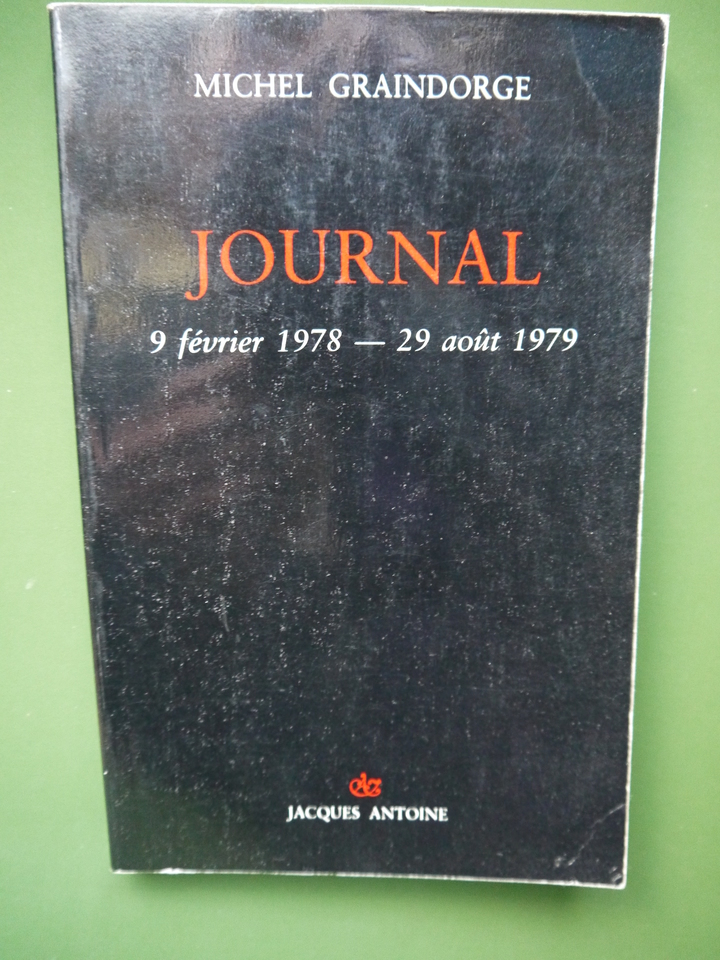 MICHEL GRAINDORGE
JOURNAL
9 février 1978 — 29 août 1979
JACQUES ANTOINE